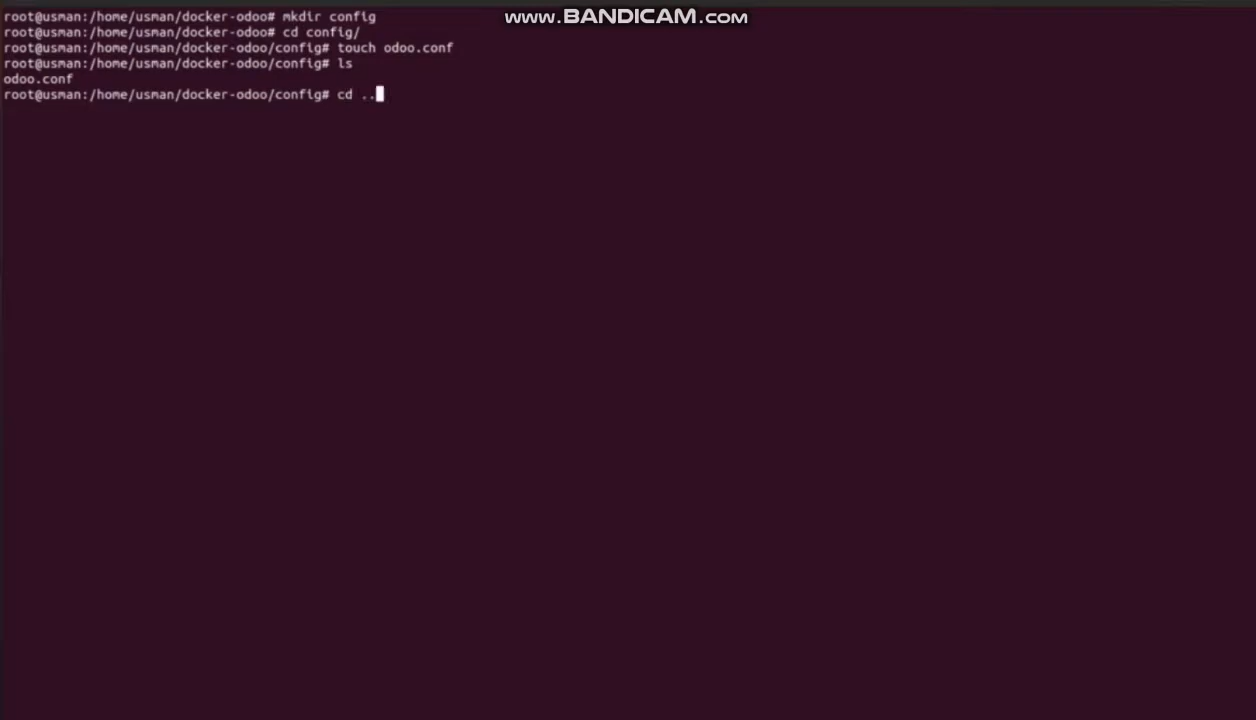 www.BANDICAM.com
root@usman:/home/usman/docker-odoo# mkdir config
root@usman:/home/usman/docker-odoo# cd config/
root@usman:/home/usman/docker-odoo/config# touch odoo.conf
root@usman:/home/usman/docker-odoo/config# ls
odoo.conf
root@usman:/home/usman/docker-odoo/config# cd ..